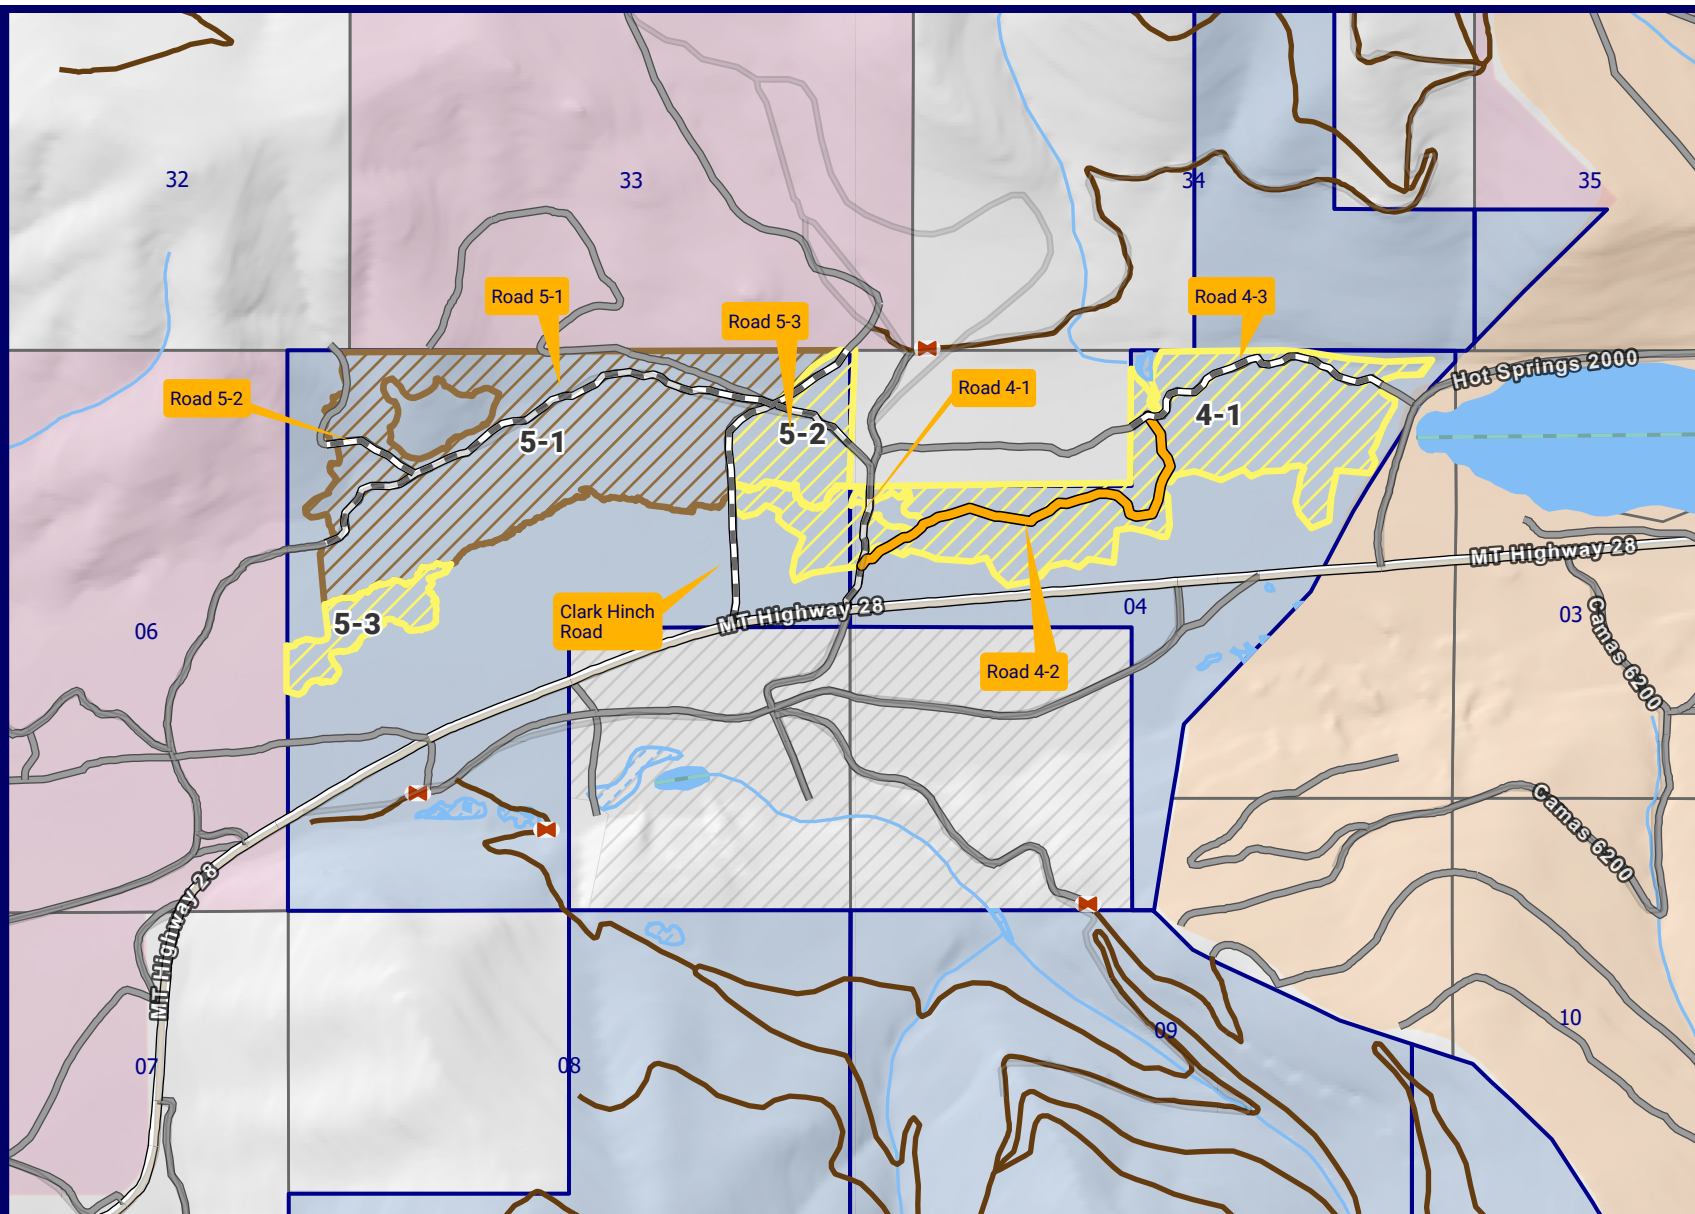 32
33
34
35
Road 5-1
Road 4-3
Road 5-3
Hot Springs 2000
Road 5-2
Road 4-1
4-1
5-2
5-1
MT Highway 28
MT Highway 28
04
03
Clark Hinch
Road
5-3
06
Camas 6200
Road 4-2
Camas 6200
MT Highway 28
09
10
07
08